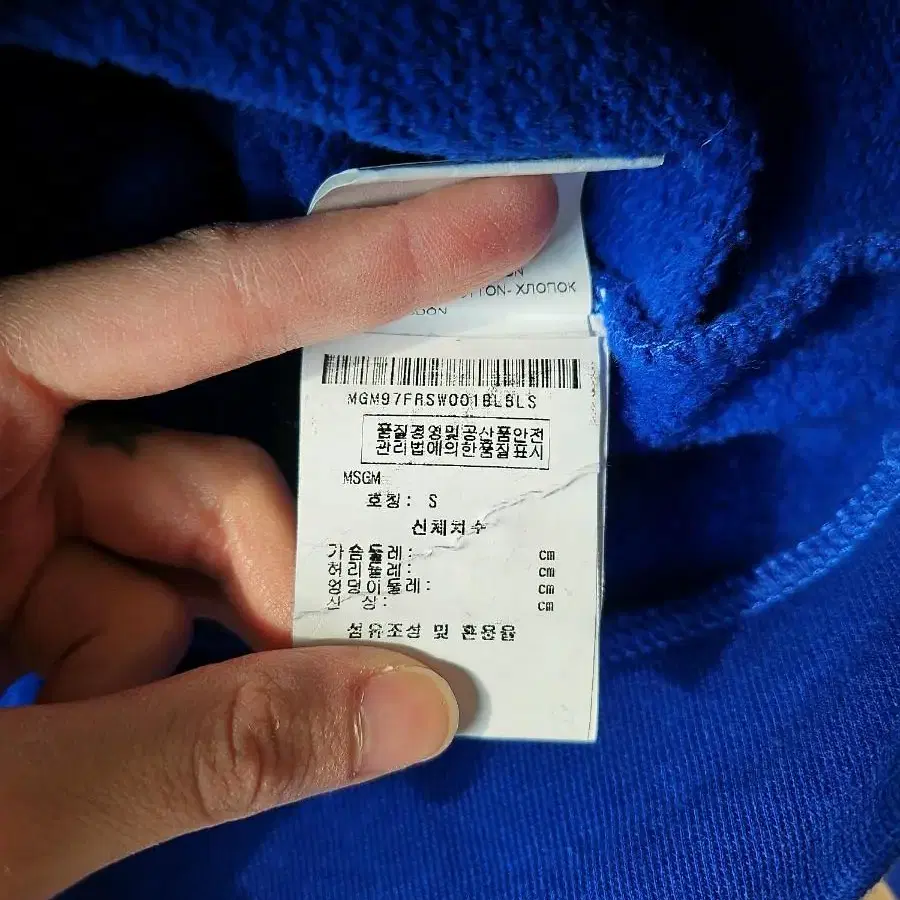 TTON- ХЛОПОК
MGM97FRSW001BLBLS
품질경영및공산품안전
관리법에의한품질표시
MSGM
호칭: S
신체치수
가슴둘레: cm
허리둘레: cm
엉덩이둘레: cm
신 장: cm
섬유조성 및 혼용율